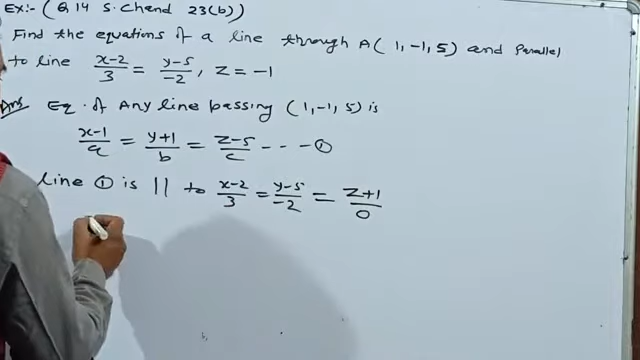 Ex:- (Q.14 S.Chand 23(b))
Find the equations of a line through A(1,-1,5) and parallel
to line (x-2)/3 = (y-5)/-2, z = -1
Ans Eq. of Any line passing (1,-1,5) is
(x-1)/a = (y+1)/b = (z-5)/c ---①
line ① is || to (x-2)/3 = (y-5)/-2 = (z+1)/0